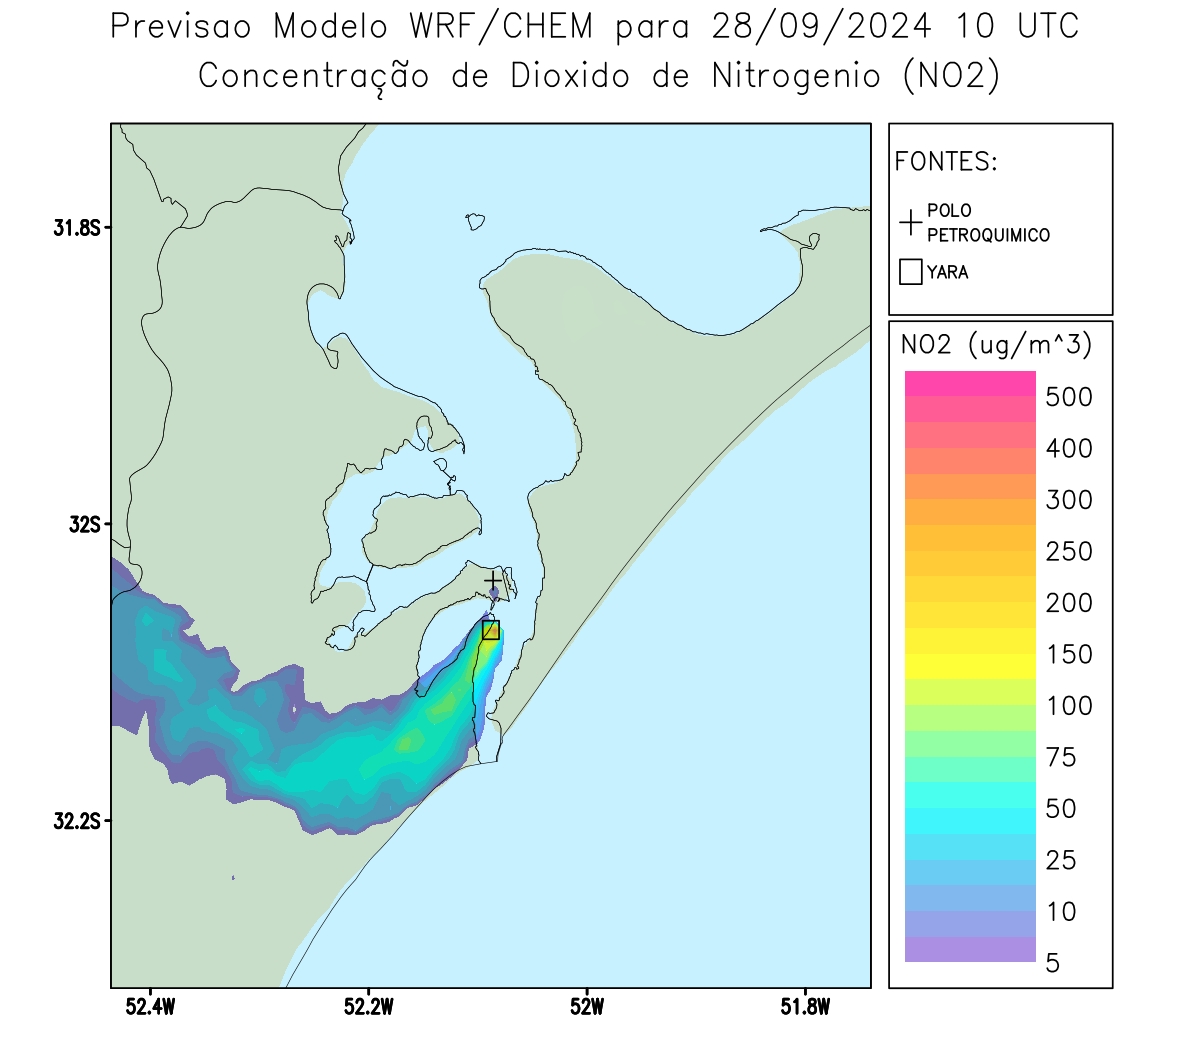 Previsao Modelo WRF/CHEM para 28/09/2024 10 UTC
Concentração de Dioxido de Nitrogenio (NO2)
FONTES:
POLO
PETROQUIMICO
YARA
NO2 (ug/m^3)
500
400
300
250
200
150
100
75
50
25
10
5
31.8S
32S
32.2S
52.4W
52.2W
52W
51.8W